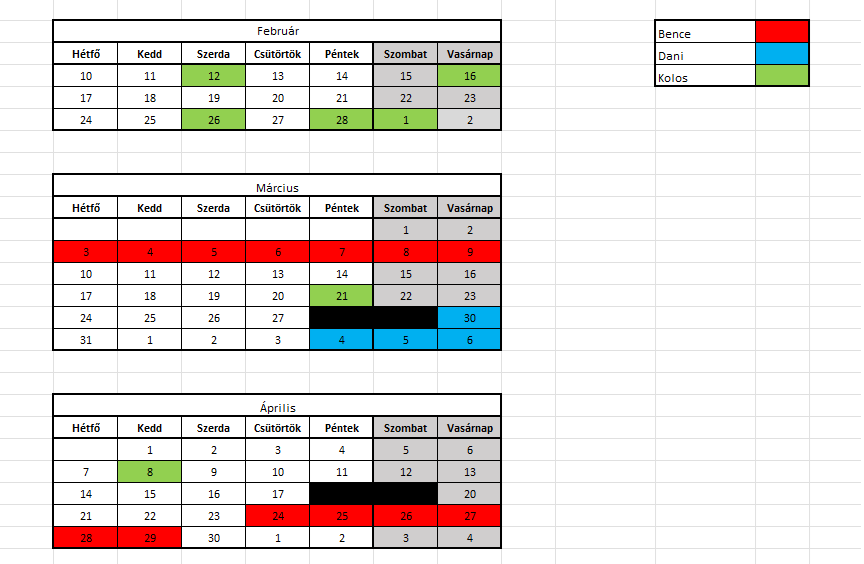 Február
Hétfő Kedd Szerda Csütörtök Péntek Szombat Vasárnap
10 11 12 13 14 15 16
17 18 19 20 21 22 23
24 25 26 27 28 1 2
Bence
Dani
Kolos
Március
Hétfő Kedd Szerda Csütörtök Péntek Szombat Vasárnap
1 2
3 4 5 6 7 8 9
10 11 12 13 14 15 16
17 18 19 20 21 22 23
24 25 26 27 30
31 1 2 3 4 5 6
Április
Hétfő Kedd Szerda Csütörtök Péntek Szombat Vasárnap
1 2 3 4 5 6
7 8 9 10 11 12 13
14 15 16 17 20
21 22 23 24 25 26 27
28 29 30 1 2 3 4